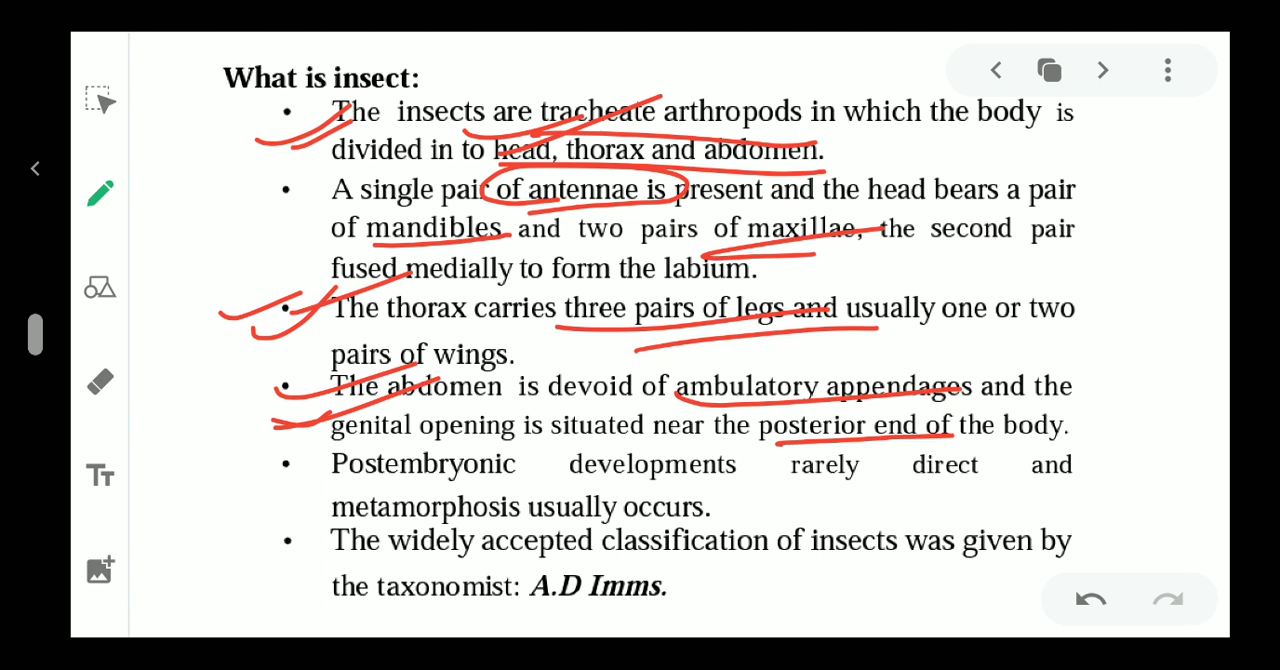 What is insect:
• The insects are tracheate arthropods in which the body is
divided in to head, thorax and abdomen.
• A single pair of antennae is present and the head bears a pair
of mandibles and two pairs of maxillae, the second pair
fused medially to form the labium.
• The thorax carries three pairs of legs and usually one or two
pairs of wings.
• The abdomen is devoid of ambulatory appendages and the
genital opening is situated near the posterior end of the body.
• Postembryonic developments rarely direct and
metamorphosis usually occurs.
• The widely accepted classification of insects was given by
the taxonomist: A.D Imms.
Tт